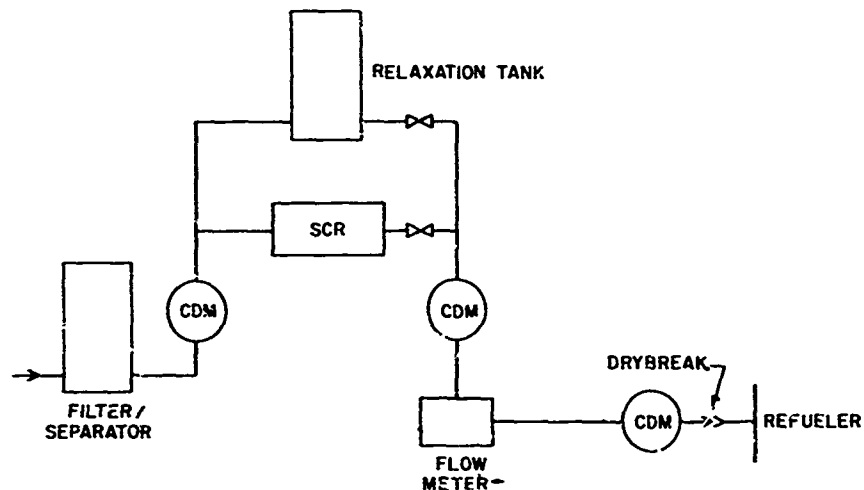 RELAXATION TANK
SCR
CDM
CDM
FILTER/
SEPARATOR
DRYBREAK
CDM
REFUELER
FLOW
METER